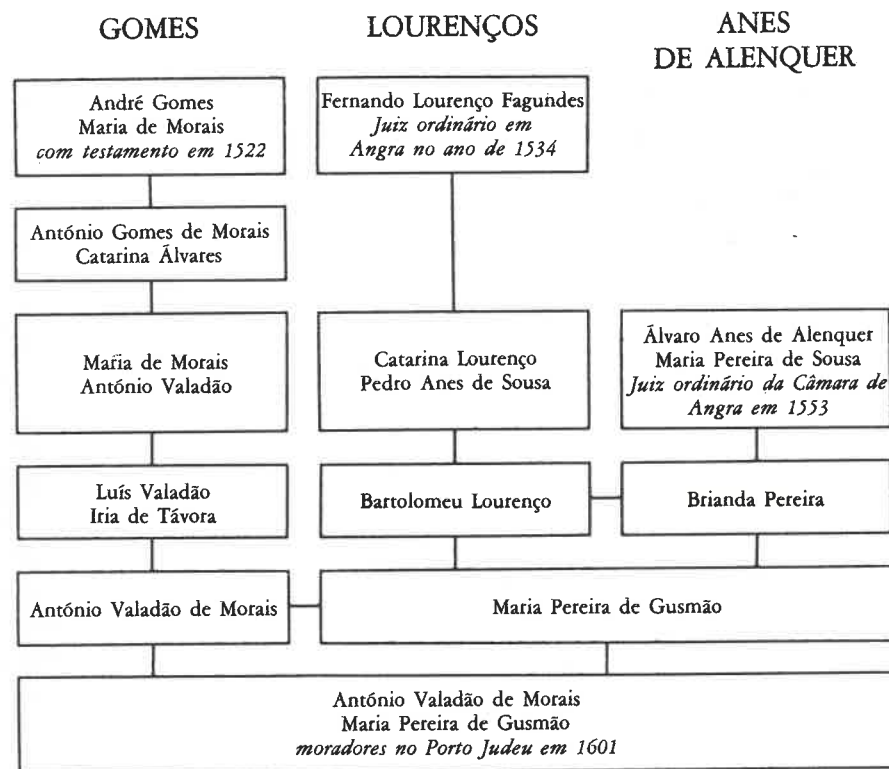 GOMES
LOURENÇOS
ANES
DE ALENQUER
André Gomes
Maria de Morais
com testamento em 1522
Fernando Lourenço Fagundes
Juiz ordinário em
Angra no ano de 1534
António Gomes de Morais
Catarina Álvares
Maria de Morais
António Valadão
Catarina Lourenço
Pedro Anes de Sousa
Álvaro Anes de Alenquer
Maria Pereira de Sousa
Juiz ordinário da Câmara de
Angra em 1553
Luís Valadão
Iria de Távora
Bartolomeu Lourenço
Brianda Pereira
António Valadão de Morais
Maria Pereira de Gusmão
António Valadão de Morais
Maria Pereira de Gusmão
moradores no Porto Judeu em 1601